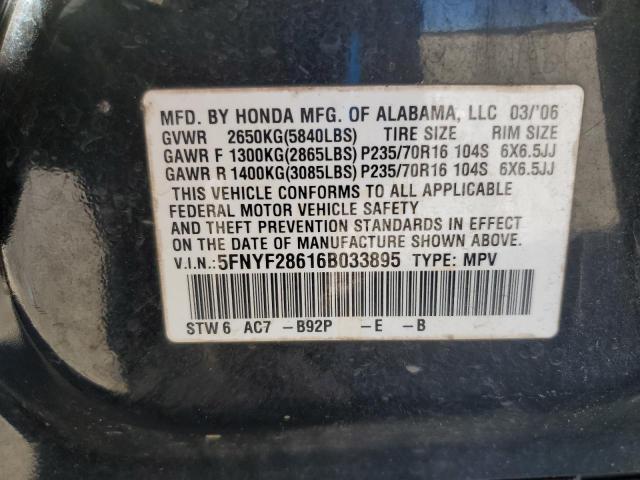 MFD. BY HONDA MFG. OF ALABAMA, LLC 03/'06
GVWR 2650KG(5840LBS) TIRE SIZE RIM SIZE
GAWR F 1300KG(2865LBS) P235/70R16 104S 6X6.5JJ
GAWR R 1400KG(3085LBS) P235/70R16 104S 6X6.5JJ
THIS VEHICLE CONFORMS TO ALL APPLICABLE
FEDERAL MOTOR VEHICLE SAFETY
AND THEFT PREVENTION STANDARDS IN EFFECT ON
THE DATE OF MANUFACTURE SHOWN ABOVE.
V.I.N.: 5FNYF28616B033895 TYPE: MPV
STW 6 AC7 -B92P -E -B